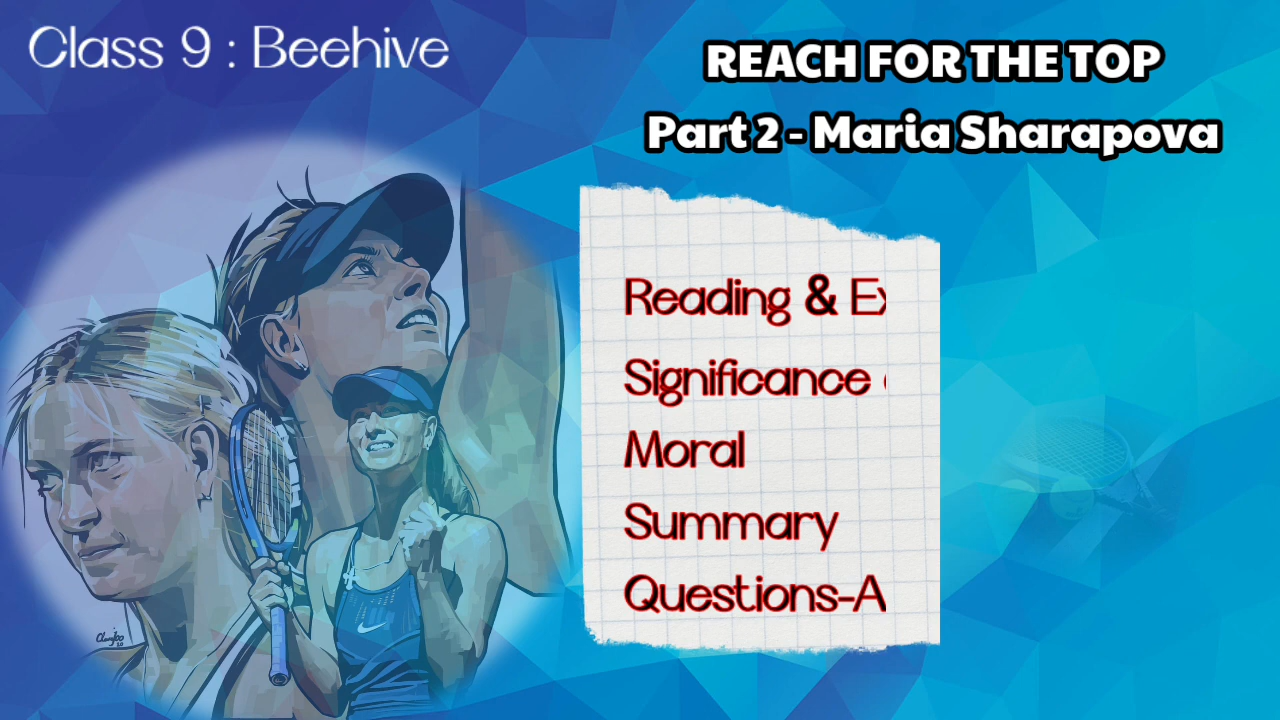 Class 9 : Beehive
REACH FOR THE TOP
Part 2 - Maria Sharapova
Reading & Ex
Significance
Moral
Summary
Questions-A